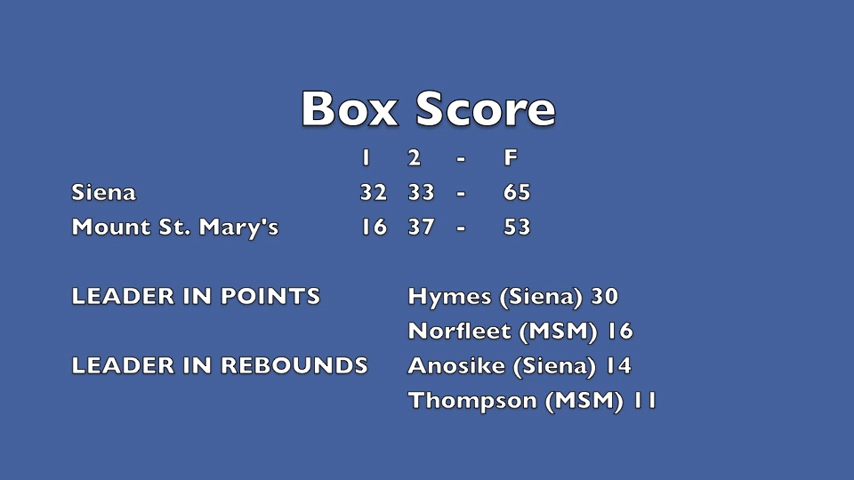 Box Score
1 2 - F
Siena 32 33 - 65
Mount St. Mary's 16 37 - 53
LEADER IN POINTS Hymes (Siena) 30
Norfleet (MSM) 16
LEADER IN REBOUNDS Anosike (Siena) 14
Thompson (MSM) 11